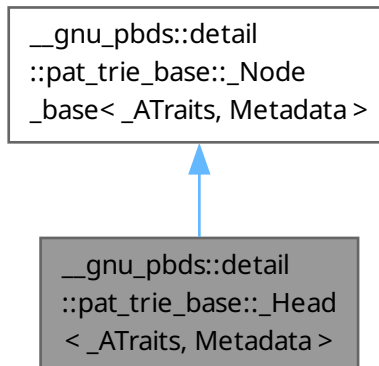 __gnu_pbds::detail
::pat_trie_base::_Node
_base< _ATraits, Metadata >
__gnu_pbds::detail
::pat_trie_base::_Head
< _ATraits, Metadata >